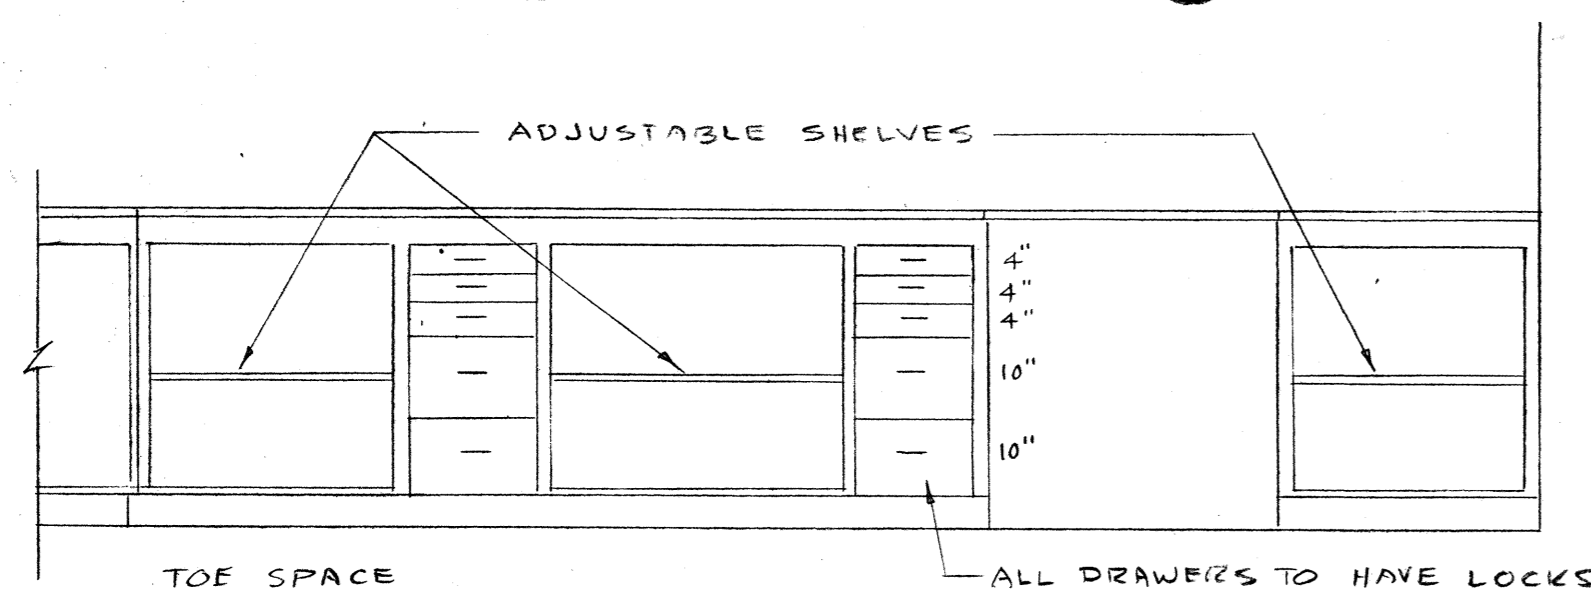 ADJUSTABLE SHELVES
4"
4"
4"
10"
10"
TOE SPACE
ALL DRAWERS TO HAVE LOCKS